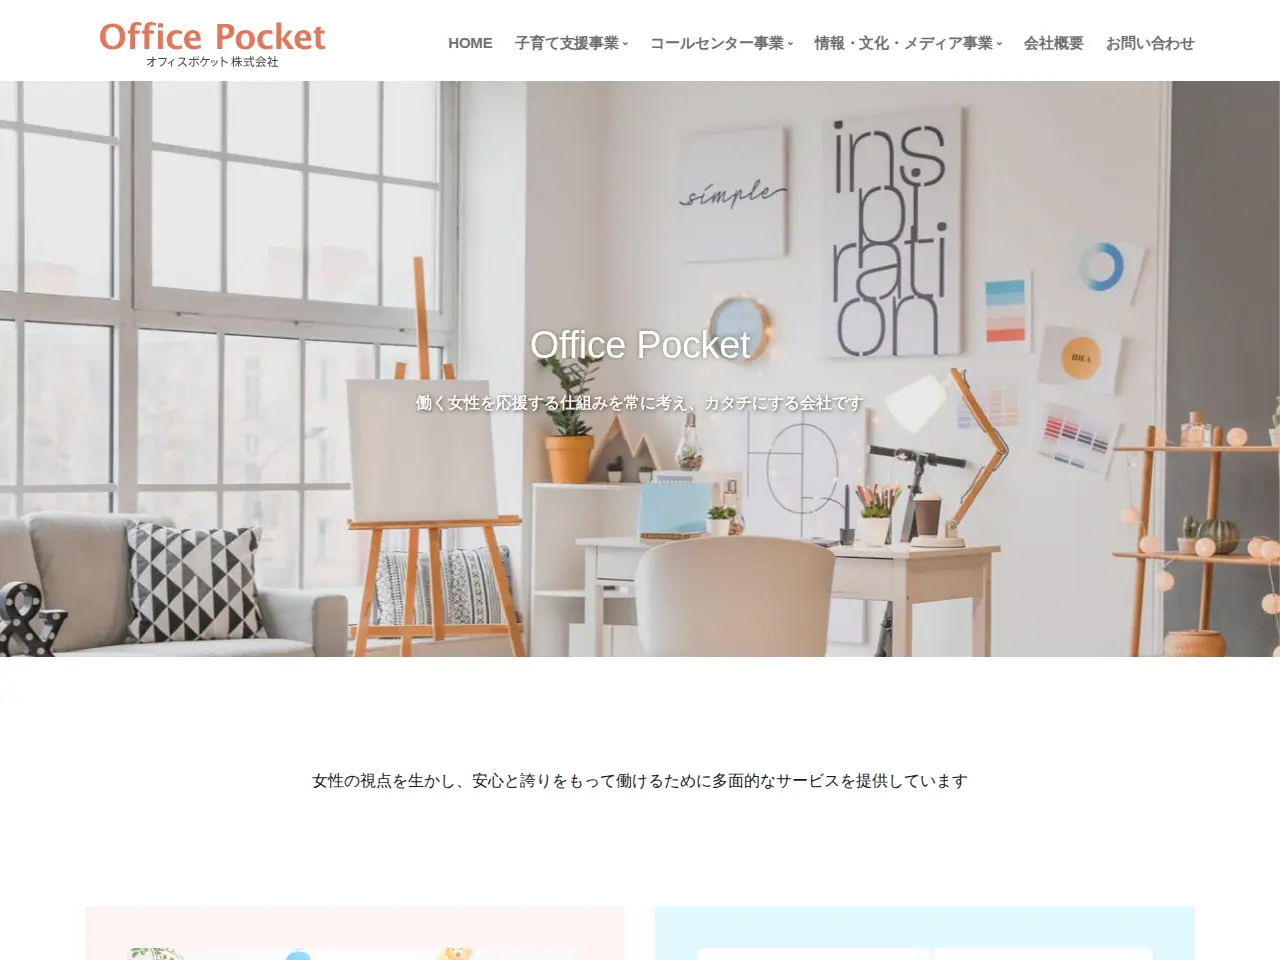 Office Pocket
オフィスポケット 株式会社
HOME
子育て支援事業
コールセンター事業
情報・文化・メディア事業
会社概要
お問い合わせ
simple
inspiration
IDEA
Office Pocket
働く女性を応援する仕組みを常に考え、カタチにする会社です
&
女性の視点を生かし、安心と誇りをもって働けるために多面的なサービスを提供しています